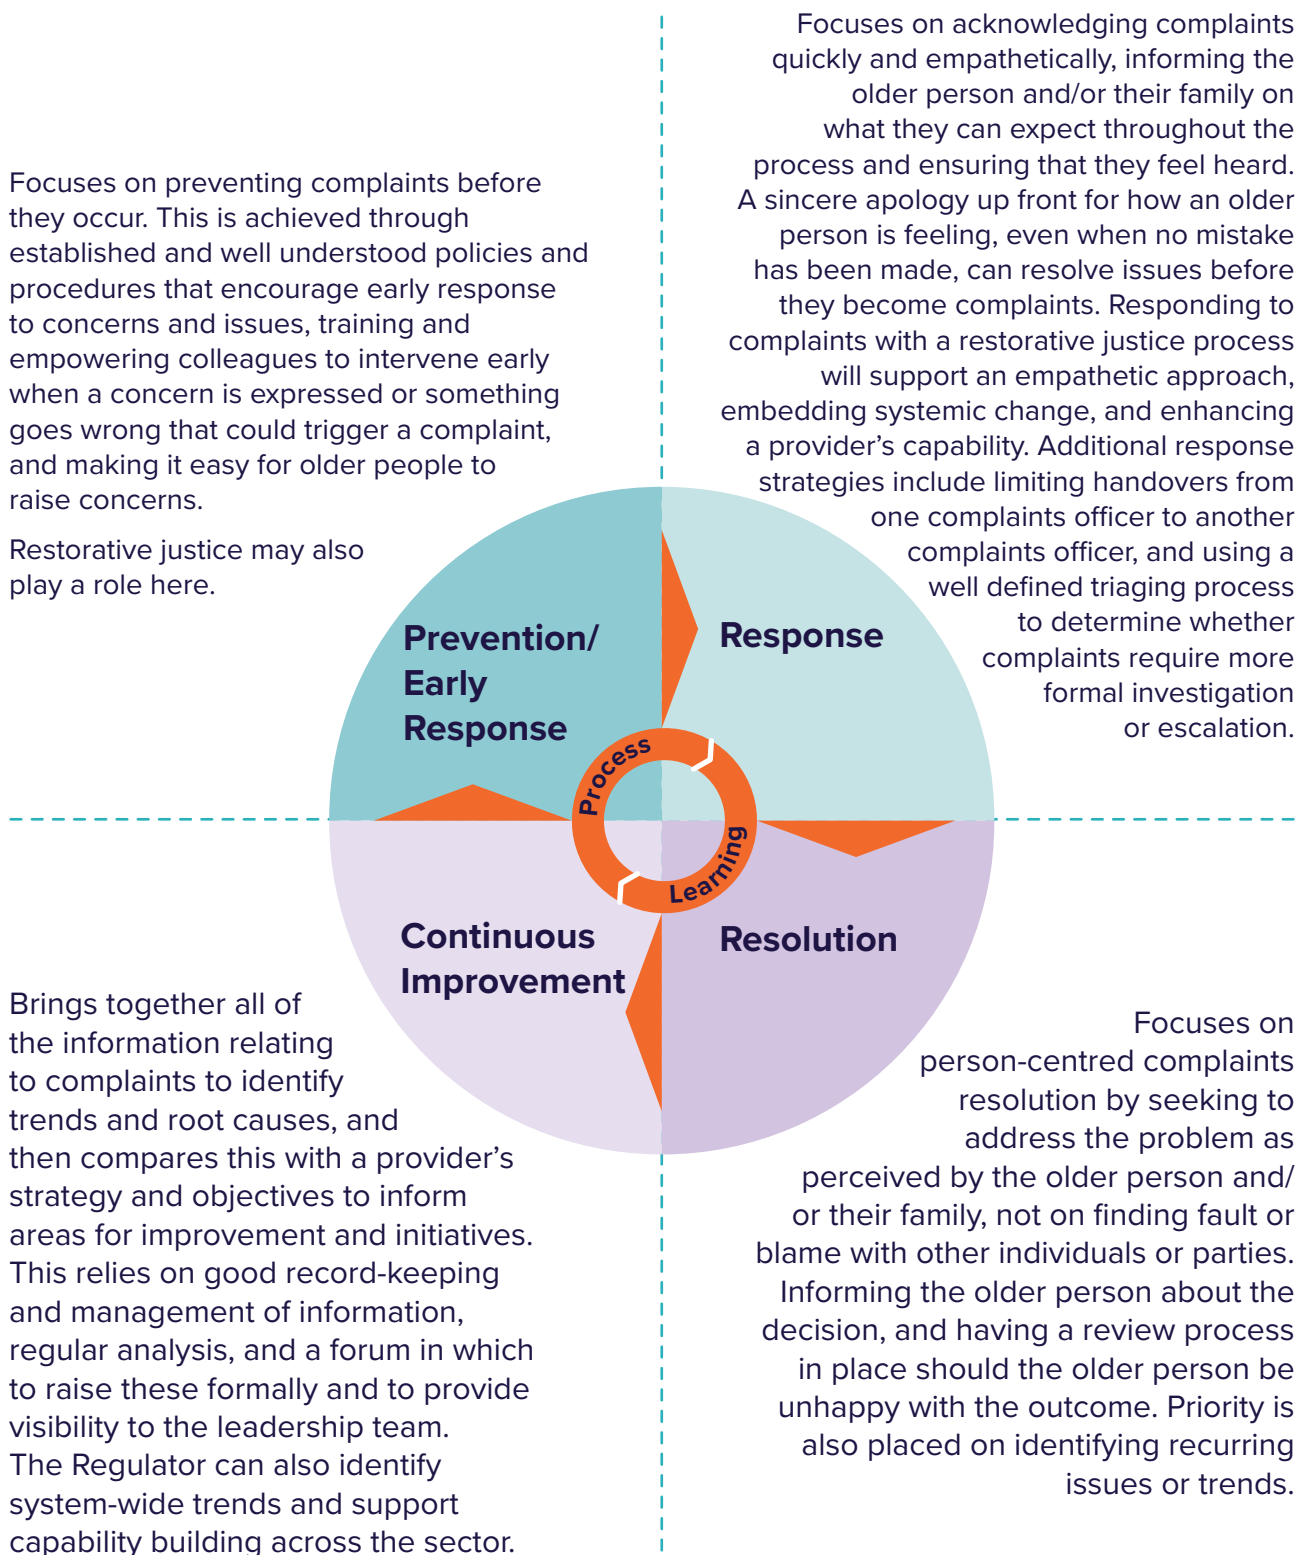 Focuses on preventing complaints before
they occur. This is achieved through
established and well understood policies and
procedures that encourage early response
to concerns and issues, training and
empowering colleagues to intervene early
when a concern is expressed or something
goes wrong that could trigger a complaint,
and making it easy for older people to
raise concerns.
Restorative justice may also
play a role here.
Focuses on acknowledging complaints
quickly and empathetically, informing the
older person and/or their family on
what they can expect throughout the
process and ensuring that they feel heard.
A sincere apology up front for how an older
person is feeling, even when no mistake
has been made, can resolve issues before
they become complaints. Responding to
complaints with a restorative justice process
will support an empathetic approach,
embedding systemic change, and enhancing
a provider’s capability. Additional response
strategies include limiting handovers from
one complaints officer to another
complaints officer, and using a
well defined triaging process
to determine whether
complaints require more
formal investigation
or escalation.
Prevention/
Early
Response
Response
Process
Learning
Continuous
Improvement
Resolution
Brings together all of
the information relating
to complaints to identify
trends and root causes, and
then compares this with a provider’s
strategy and objectives to inform
areas for improvement and initiatives.
This relies on good record-keeping
and management of information,
regular analysis, and a forum in which
to raise these formally and to provide
visibility to the leadership team.
The Regulator can also identify
system-wide trends and support
capability building across the sector.
Focuses on
person-centred complaints
resolution by seeking to
address the problem as
perceived by the older person and/
or their family, not on finding fault or
blame with other individuals or parties.
Informing the older person about the
decision, and having a review process
in place should the older person be
unhappy with the outcome. Priority is
also placed on identifying recurring
issues or trends.